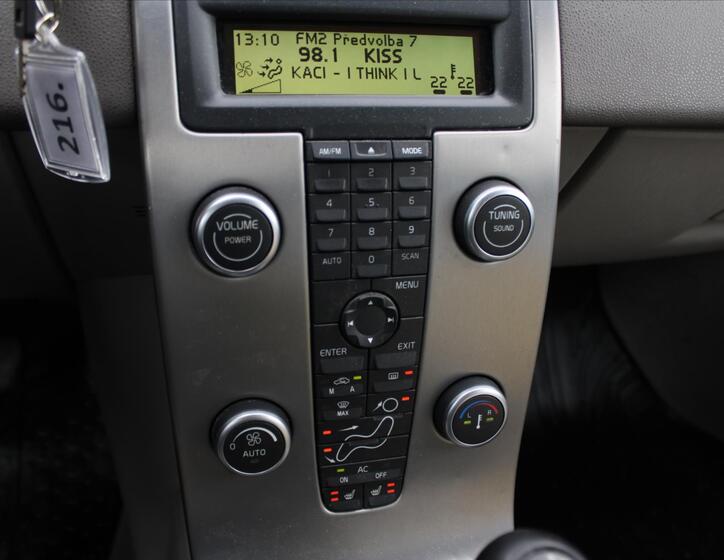 216.
13:10 FM2 Předvolba 7
98.1 KISS
KACI - I THINK I L
22 22
AM/FM MODE
1 2 3
4 5 6
7 8 9
AUTO 0 SCAN
MENU
ENTER EXIT
M A
MAX
AC
ON OFF
VOLUME
POWER
TUNING
SOUND
0 AUTO
L R